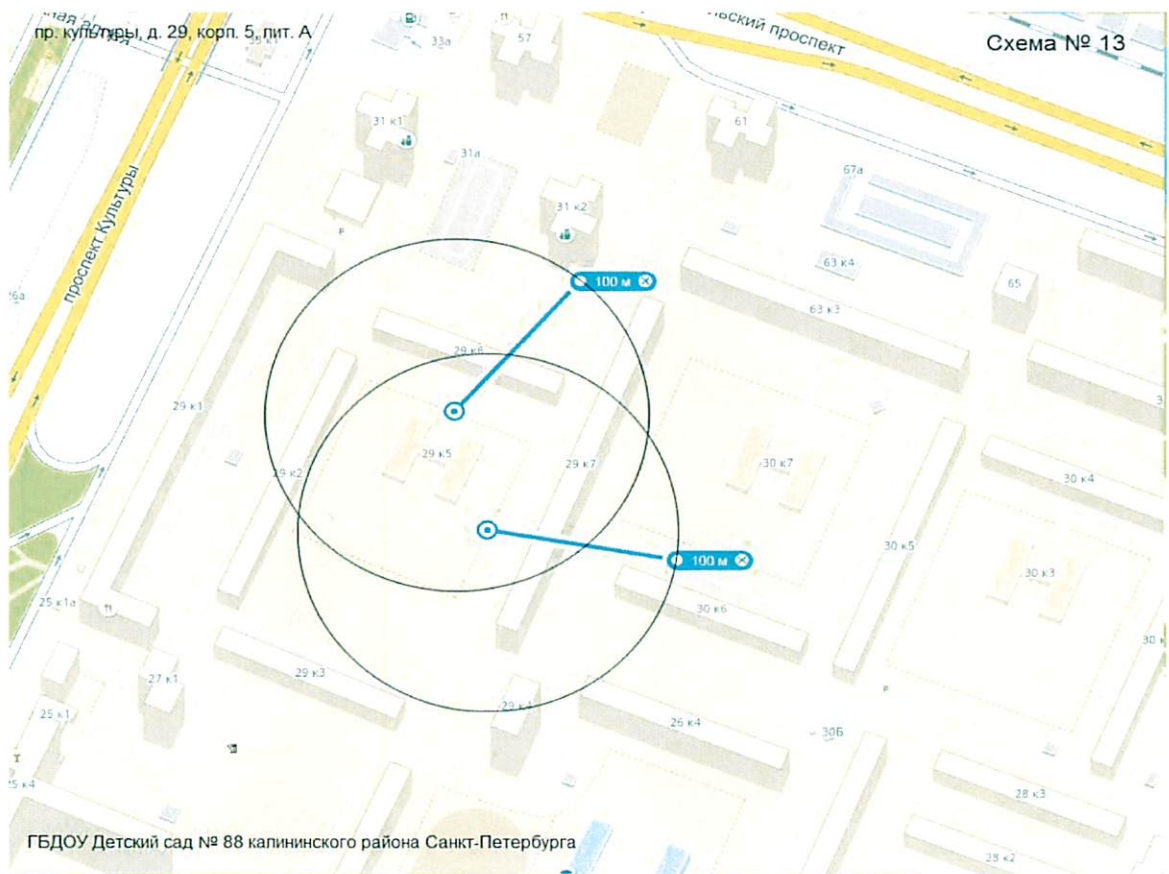 пр. культуры, д. 29, корп. 5, лит. А
Схема № 13
33а
57
31 к1
31а
61
67а
31 к2
проспект Культуры
P
63 к4
65
100 м
63 к3
26а
29 к6
29 к1
29 к5
29 к2
29 к7
30 к7
30 к4
30 к5
100 м
30 к3
25 к1а
30 к6
29 к3
27 к1
29 к4
25 к1
P
26 к4
30Б
28 к3
28 к2
ГБДОУ Детский сад № 88 калининского района Санкт-Петербурга